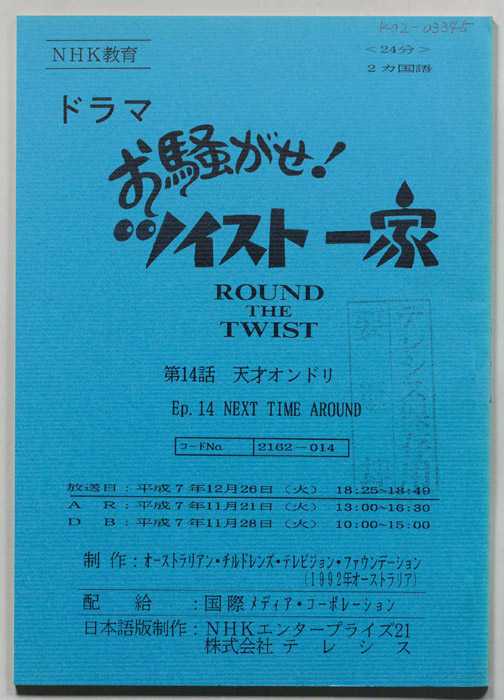 K02-03345
NHK教育
＜24分＞
2カ国語
ドラマ
お騒がせ！
ツイスト一家
ROUND
THE
TWIST
第14話　天才オンドリ
Ep. 14 NEXT TIME AROUND
コードNo.　2162－014
放送日：平成7年12月26日（火）　18:25~18:49
AR：平成7年11月21日（火）　13:00~16:30
DB：平成7年11月28日（火）　10:00~15:00
制作：オーストラリアン・チルドレンズ・テレビジョン・ファウンデーション
（1992年オーストラリア）
配給：国際メディア・コーポレーション
日本語版制作：NHKエンタープライズ21
株式会社テレシス
テレシス保存用